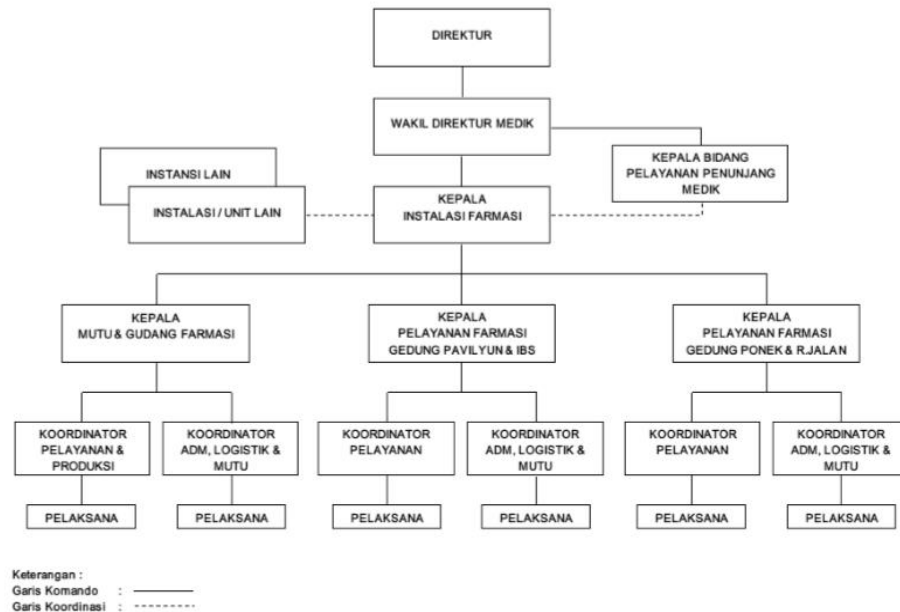 DIREKTUR
WAKIL DIREKTUR MEDIK
KEPALA BIDANG
PELAYANAN PENUNJANG
MEDIK
INSTANSI LAIN
INSTALASI / UNIT LAIN
KEPALA
INSTALASI FARMASI
KEPALA
MUTU & GUDANG FARMASI
KEPALA
PELAYANAN FARMASI
GEDUNG PAVILYUN & IBS
KEPALA
PELAYANAN FARMASI
GEDUNG PONEK & R.JALAN
KOORDINATOR
PELAYANAN &
PRODUKSI
KOORDINATOR
ADM, LOGISTIK &
MUTU
KOORDINATOR
PELAYANAN
KOORDINATOR
ADM, LOGISTIK &
MUTU
KOORDINATOR
PELAYANAN
KOORDINATOR
ADM, LOGISTIK &
MUTU
PELAKSANA
PELAKSANA
PELAKSANA
PELAKSANA
PELAKSANA
PELAKSANA
Keterangan :
Garis Komando :
Garis Koordinasi :